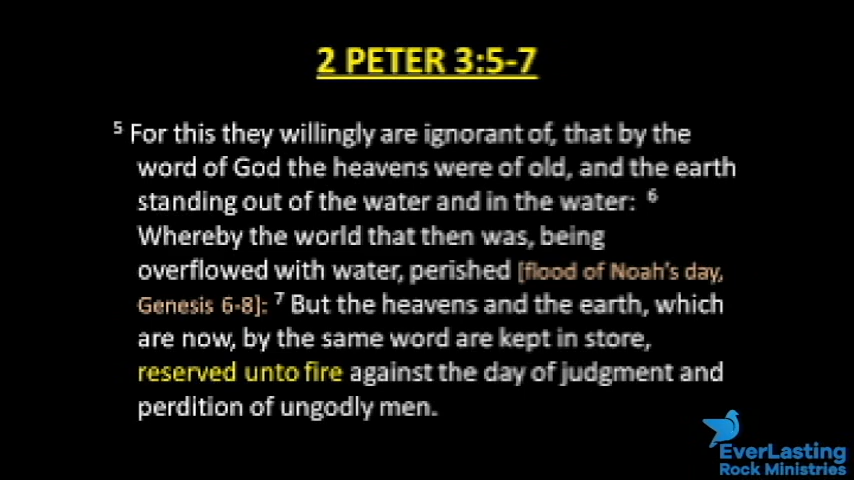 2 PETER 3:5-7
5 For this they willingly are ignorant of, that by the
word of God the heavens were of old, and the earth
standing out of the water and in the water: 6
Whereby the world that then was, being
overflowed with water, perished [flood of Noah's day,
Genesis 6-8]: 7 But the heavens and the earth, which
are now, by the same word are kept in store,
reserved unto fire against the day of judgment and
perdition of ungodly men.
EverLasting
Rock Ministries